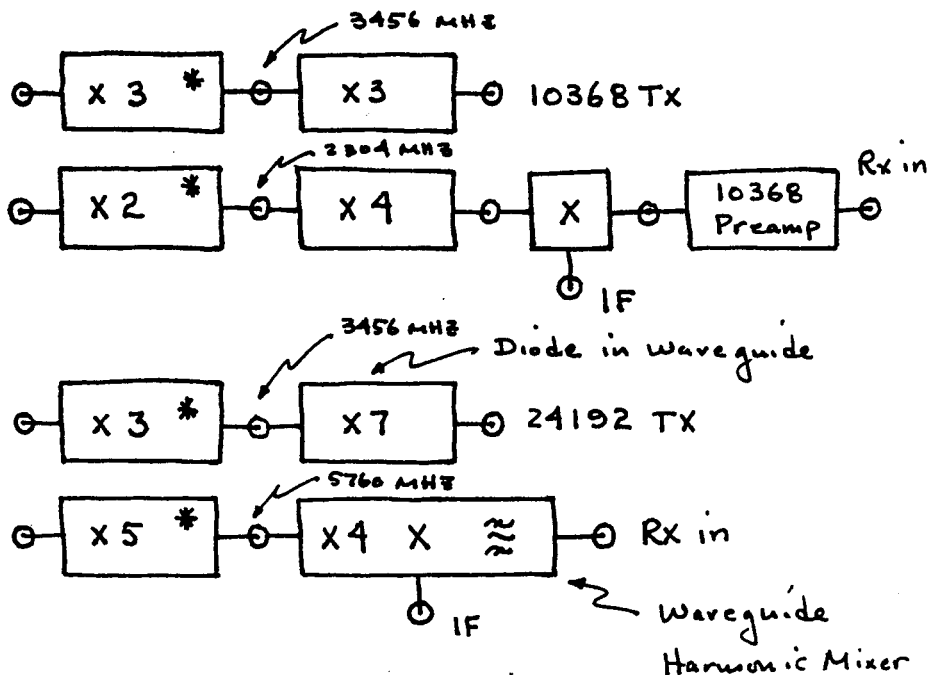 3456 MHZ
X 3 *
X3
10368 TX
2304 MHZ
X 2 *
X 4
X
10368
Preamp
Rx in
IF
3456 MHZ
Diode in waveguide
X 3 *
X7
24192 TX
5760 MHZ
X 5 *
X4 X ≋
Rx in
IF
Waveguide
Harmonic Mixer